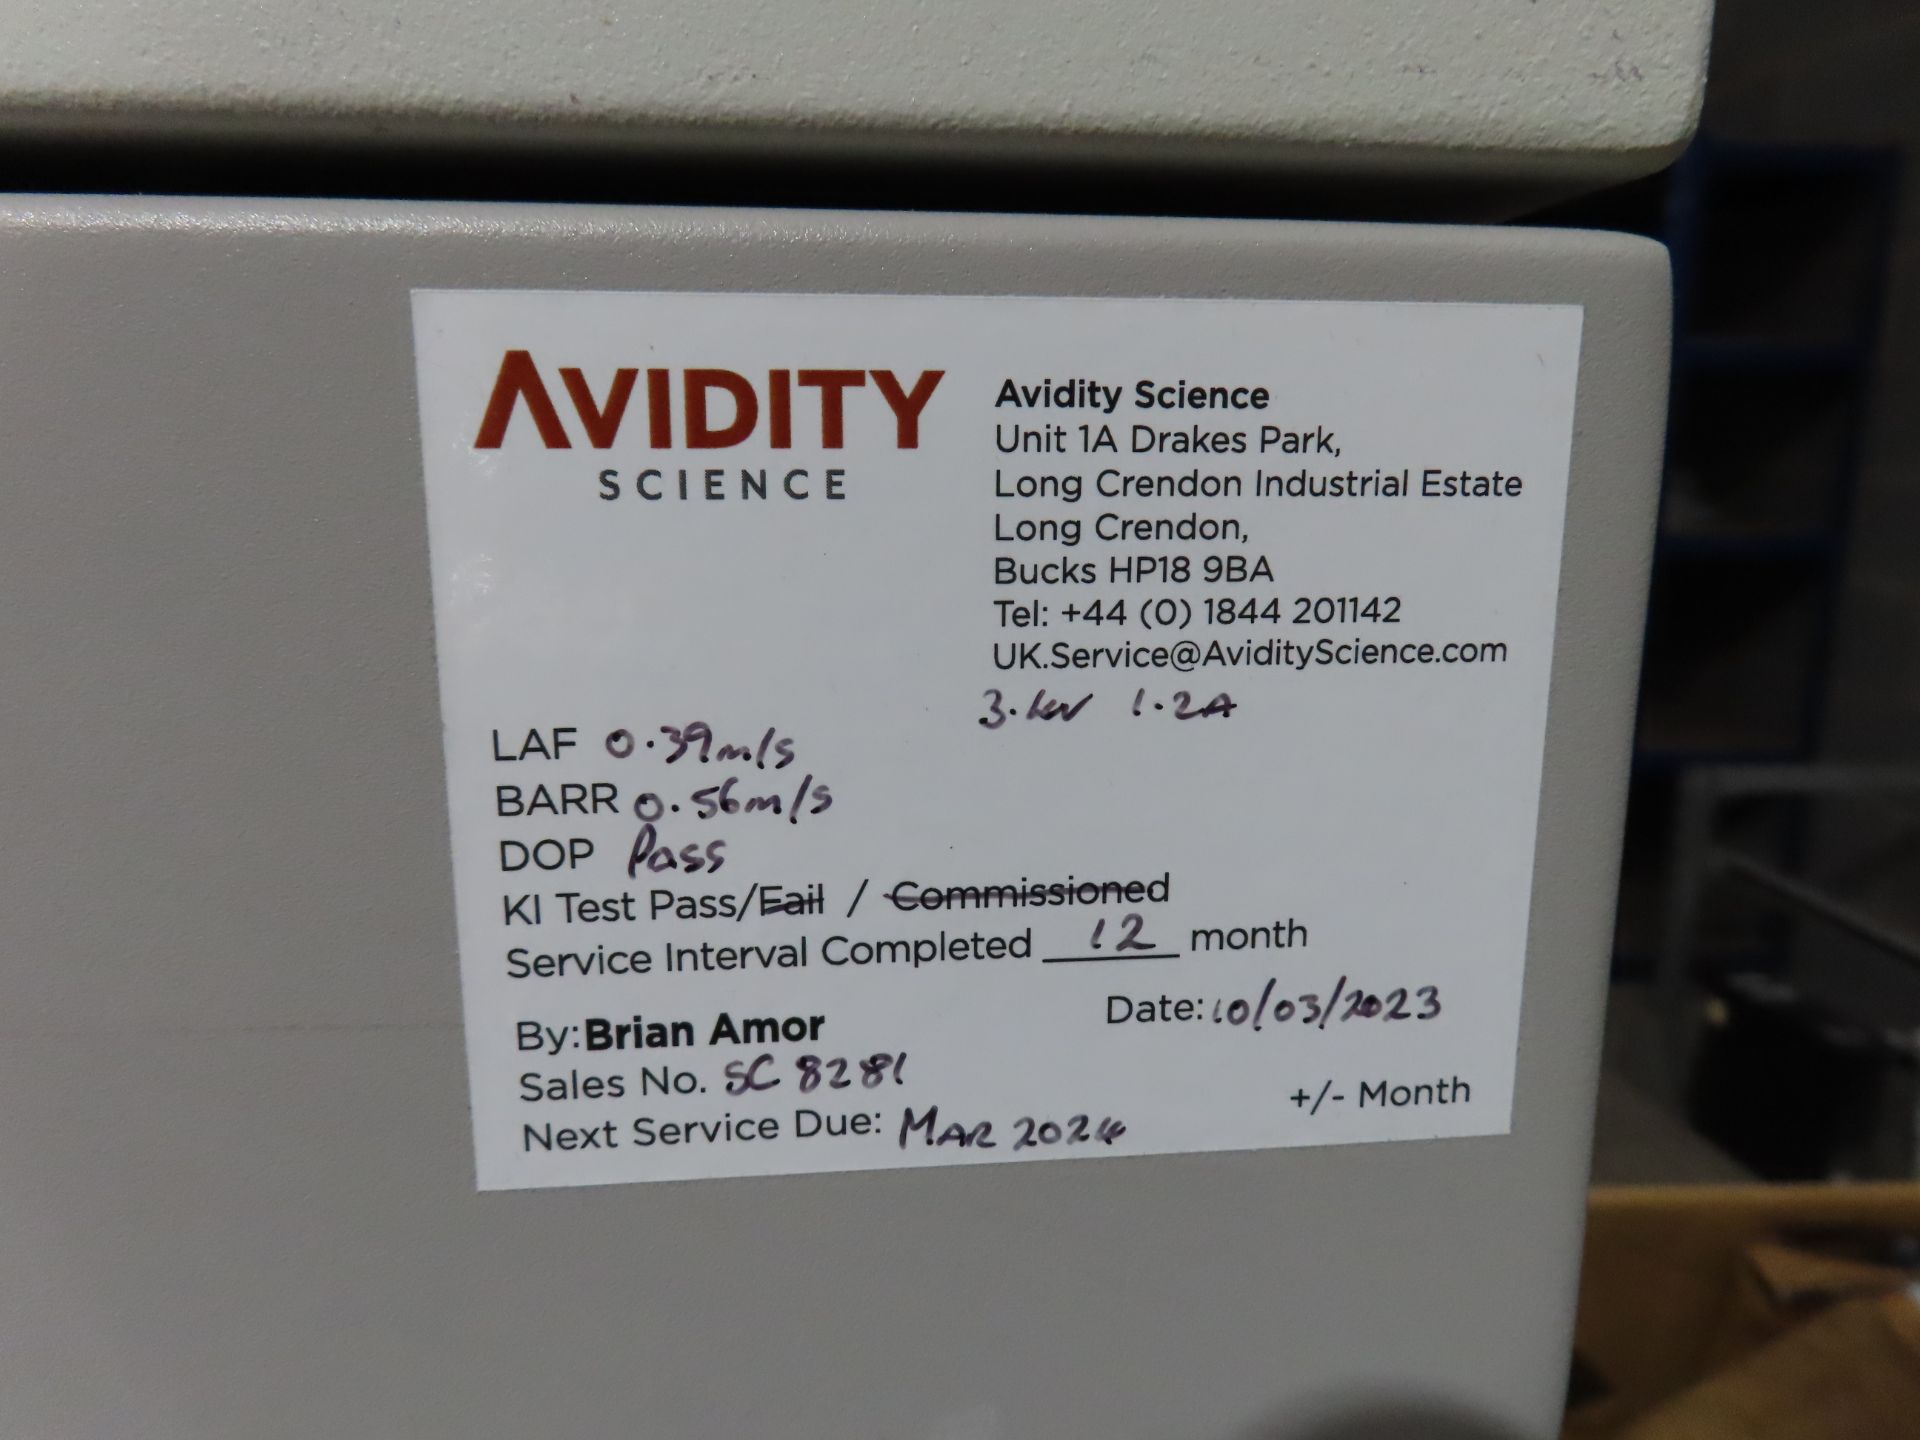 AVIDITY
SCIENCE
Avidity Science
Unit 1A Drakes Park,
Long Crendon Industrial Estate
Long Crendon,
Bucks HP18 9BA
Tel: +44 (0) 1844 201142
UK.Service@AvidityScience.com
3.kv 1.2A
LAF 0.39m/s
BARR 0.56m/s
DOP Pass
KI Test Pass/Fail / Commissioned
Service Interval Completed 12 month
By:Brian Amor
Date:10/03/2023
Sales No. SC 8281
+/- Month
Next Service Due: MAR 2024